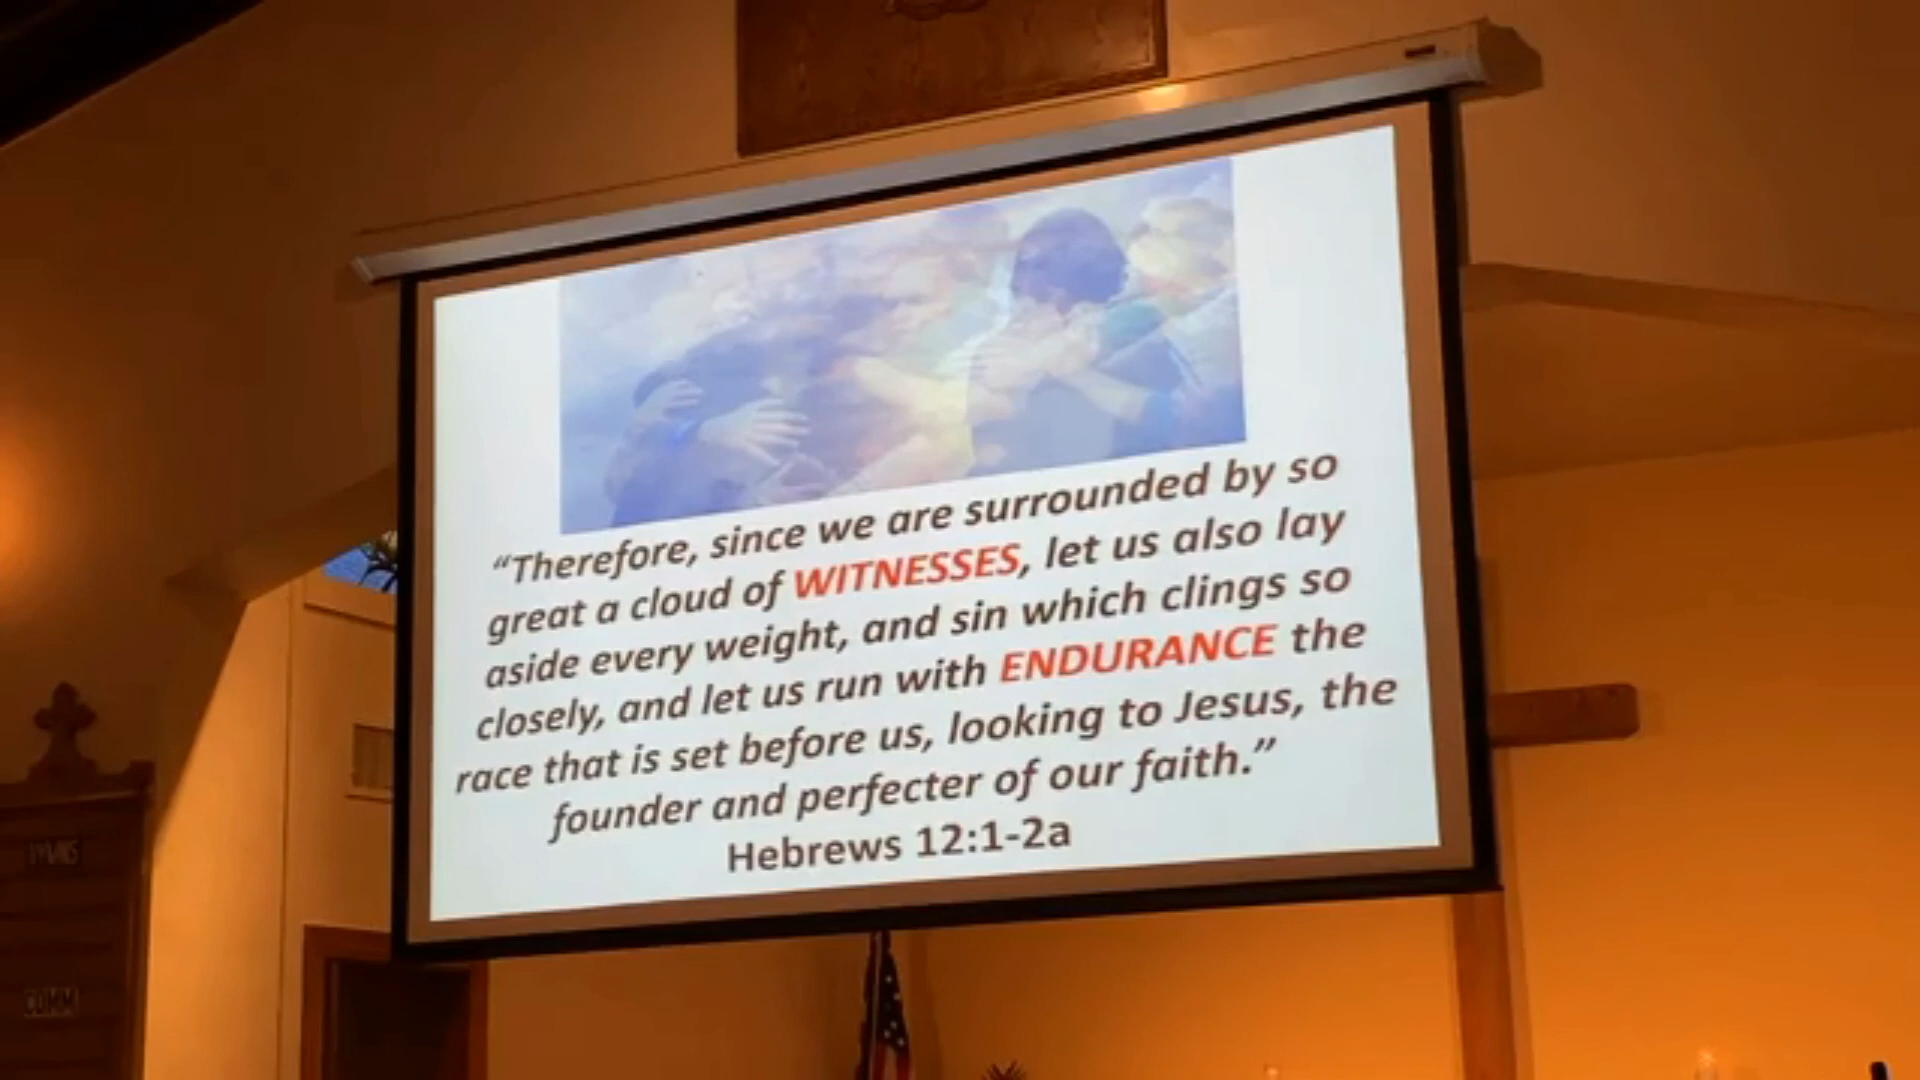 “Therefore, since we are surrounded by so
great a cloud of WITNESSES, let us also lay
aside every weight, and sin which clings so
closely, and let us run with ENDURANCE the
race that is set before us, looking to Jesus, the
founder and perfecter of our faith.”
Hebrews 12:1-2a
HYMNS
COMM